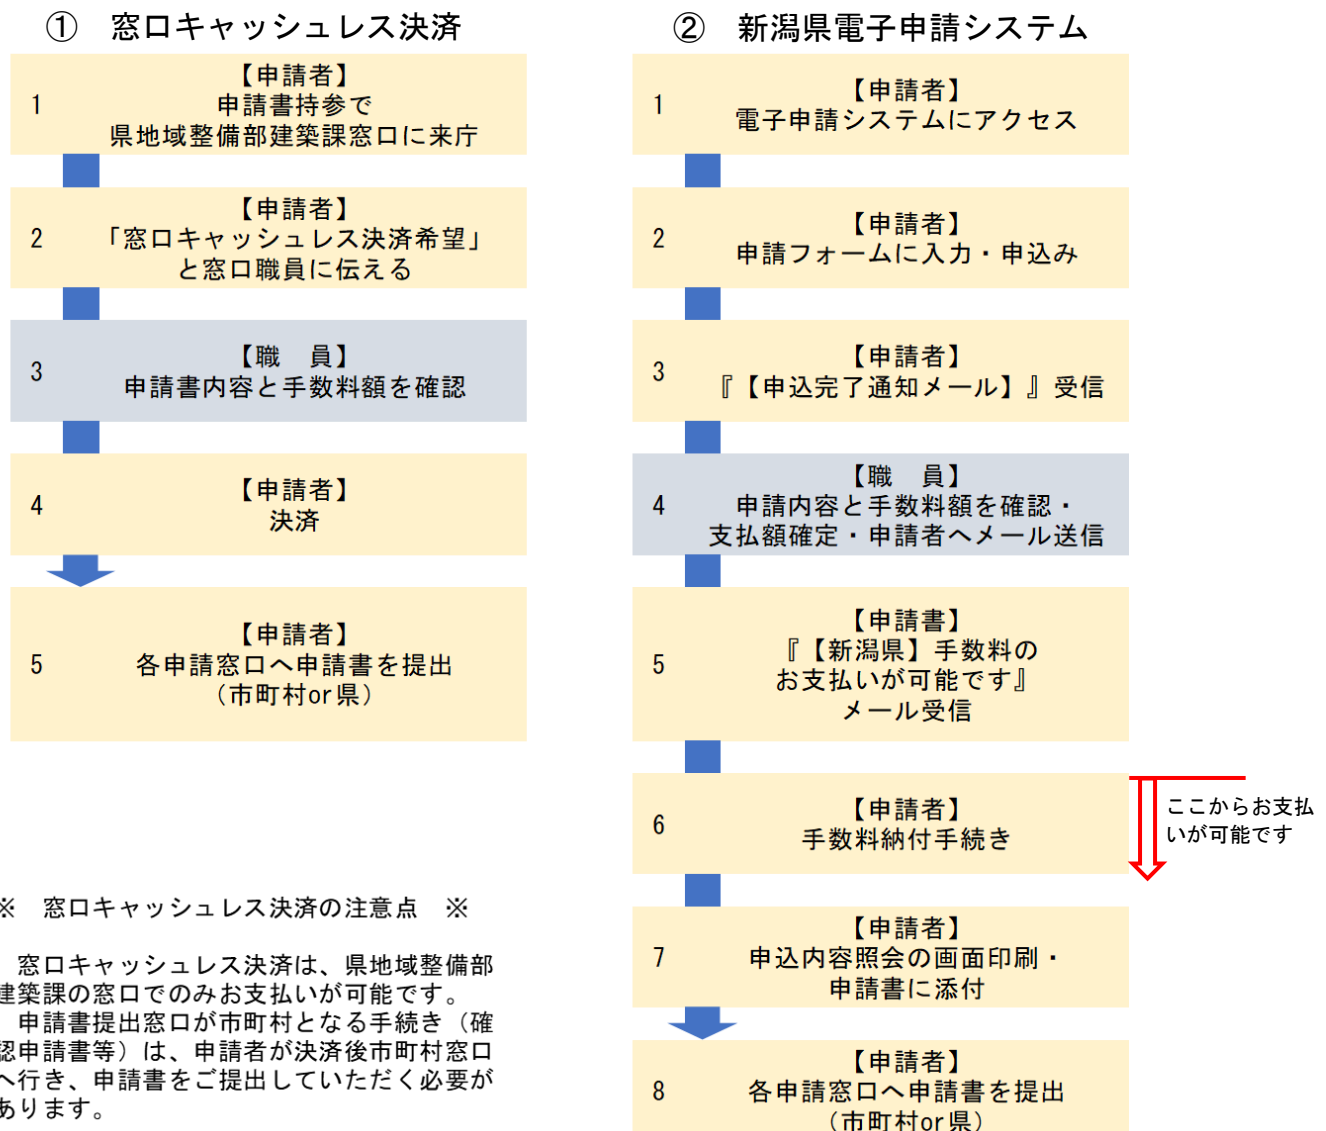 ① 窓口キャッシュレス決済
1
【申請者】
申請書持参で
県地域整備部建築課窓口に来庁
2
【申請者】
「窓口キャッシュレス決済希望」
と窓口職員に伝える
3
【職　員】
申請書内容と手数料額を確認
4
【申請者】
決済
5
【申請者】
各申請窓口へ申請書を提出
（市町村or県）
※　窓口キャッシュレス決済の注意点　※
窓口キャッシュレス決済は、県地域整備部
建築課の窓口でのみお支払いが可能です。
申請書提出窓口が市町村となる手続き（確
認申請書等）は、申請者が決済後市町村窓口
へ行き、申請書をご提出していただく必要が
あります。
② 新潟県電子申請システム
1
【申請者】
電子申請システムにアクセス
2
【申請者】
申請フォームに入力・申込み
3
【申請者】
『【申込完了通知メール】』受信
4
【職　員】
申請内容と手数料額を確認・
支払額確定・申請者へメール送信
5
【申請書】
『【新潟県】手数料の
お支払いが可能です』
メール受信
6
【申請者】
手数料納付手続き
ここからお支払
いが可能です
7
【申請者】
申込内容照会の画面印刷・
申請書に添付
8
【申請者】
各申請窓口へ申請書を提出
（市町村or県）